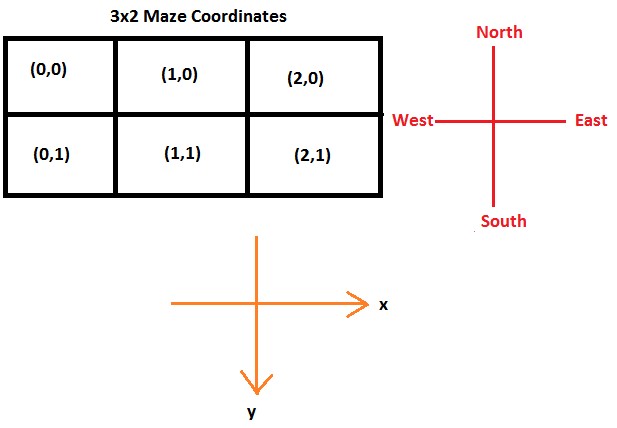 3x2 Maze Coordinates
North
(0,0)
(1,0)
(2,0)
West
East
(0,1)
(1,1)
(2,1)
South
x
y